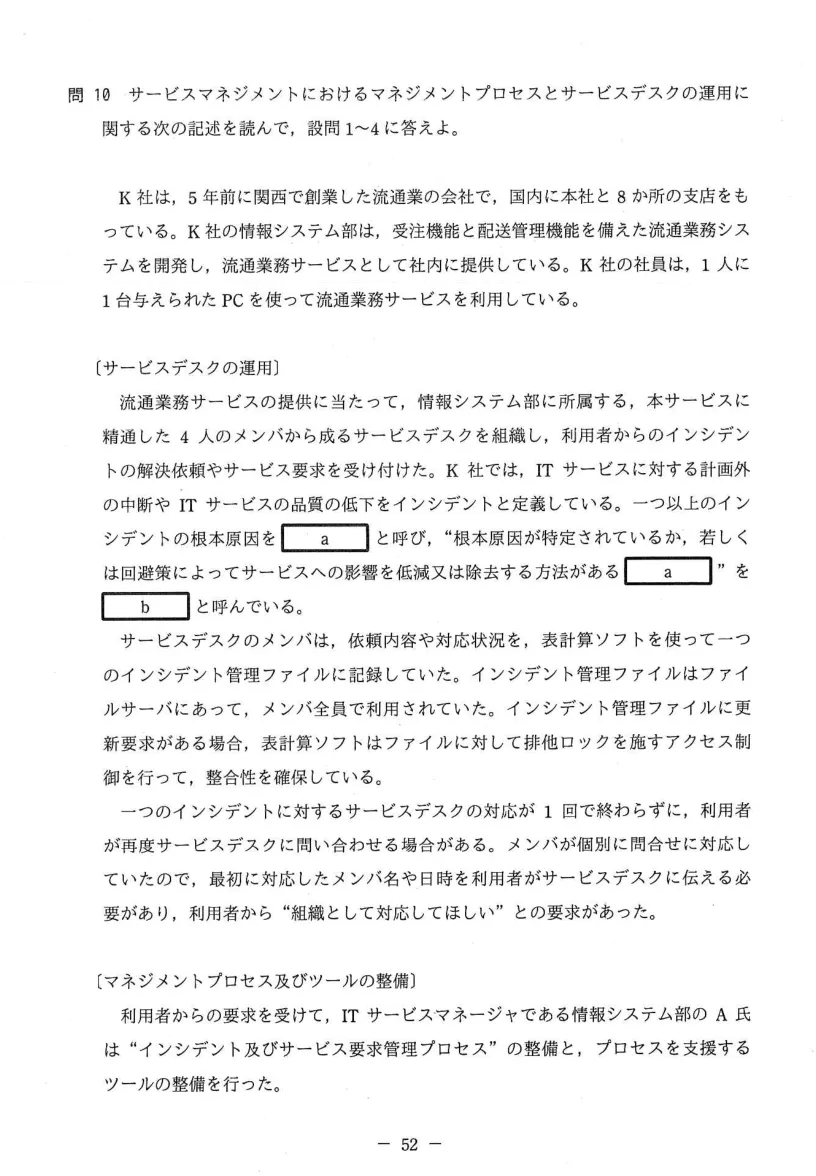 問 10 サービスマネジメントにおけるマネジメントプロセスとサービスデスクの運用に
関する次の記述を読んで，設問 1～4 に答えよ。
K 社は，5 年前に関西で創業した流通業の会社で，国内に本社と 8 か所の支店をも
っている。K 社の情報システム部は，受注機能と配送管理機能を備えた流通業務シス
テムを開発し，流通業務サービスとして社内に提供している。K 社の社員は，1 人に
1 台与えられた PC を使って流通業務サービスを利用している。
〔サービスデスクの運用〕
流通業務サービスの提供に当たって，情報システム部に所属する，本サービスに
精通した 4 人のメンバから成るサービスデスクを組織し，利用者からのインシデン
トの解決依頼やサービス要求を受け付けた。K 社では，IT サービスに対する計画外
の中断や IT サービスの品質の低下をインシデントと定義している。一つ以上のイン
シデントの根本原因を a と呼び，“根本原因が特定されているか，若しく
は回避策によってサービスへの影響を低減又は除去する方法がある a ” を
b と呼んでいる。
サービスデスクのメンバは，依頼内容や対応状況を，表計算ソフトを使って一つ
のインシデント管理ファイルに記録していた。インシデント管理ファイルはファイ
ルサーバにあって，メンバ全員で利用されていた。インシデント管理ファイルに更
新要求がある場合，表計算ソフトはファイルに対して排他ロックを施すアクセス制
御を行って，整合性を確保している。
一つのインシデントに対するサービスデスクの対応が 1 回で終わらずに，利用者
が再度サービスデスクに問い合わせる場合がある。メンバが個別に問合せに対応し
ていたので，最初に対応したメンバ名や日時を利用者がサービスデスクに伝える必
要があり，利用者から “組織として対応してほしい” との要求があった。
〔マネジメントプロセス及びツールの整備〕
利用者からの要求を受けて，IT サービスマネージャである情報システム部の A 氏
は “インシデント及びサービス要求管理プロセス” の整備と，プロセスを支援する
ツールの整備を行った。
－ 52 －